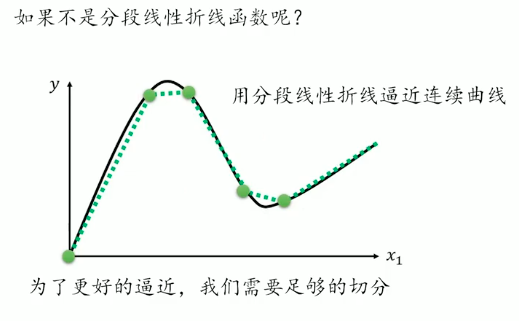 如果不是分段线性折线函数呢?
y
用分段线性折线逼近连续曲线
x₁
为了更好的逼近，我们需要足够的切分